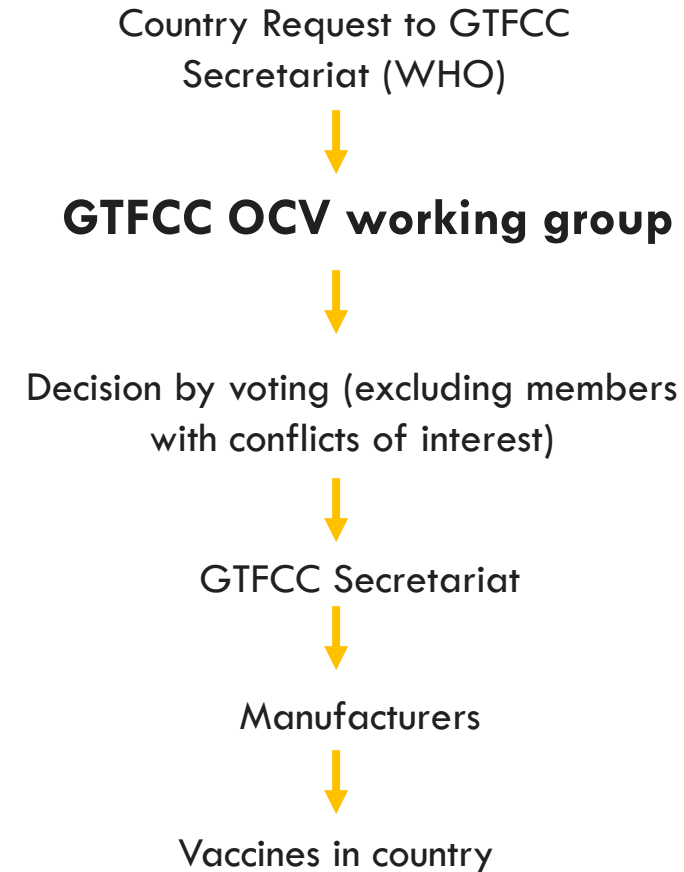 Country Request to GTFCC
Secretariat (WHO)
GTFCC OCV working group
Decision by voting (excluding members
with conflicts of interest)
GTFCC Secretariat
Manufacturers
Vaccines in country